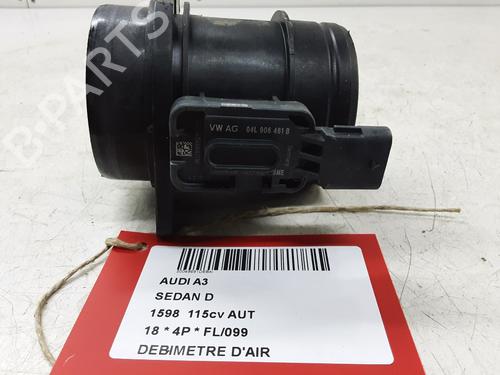 B-PARTS
VW AG 04L 906 461 B
AUDI A3
SEDAN D
1598 115cv AUT
18 * 4P * FL/099
DEBIMETRE D'AIR